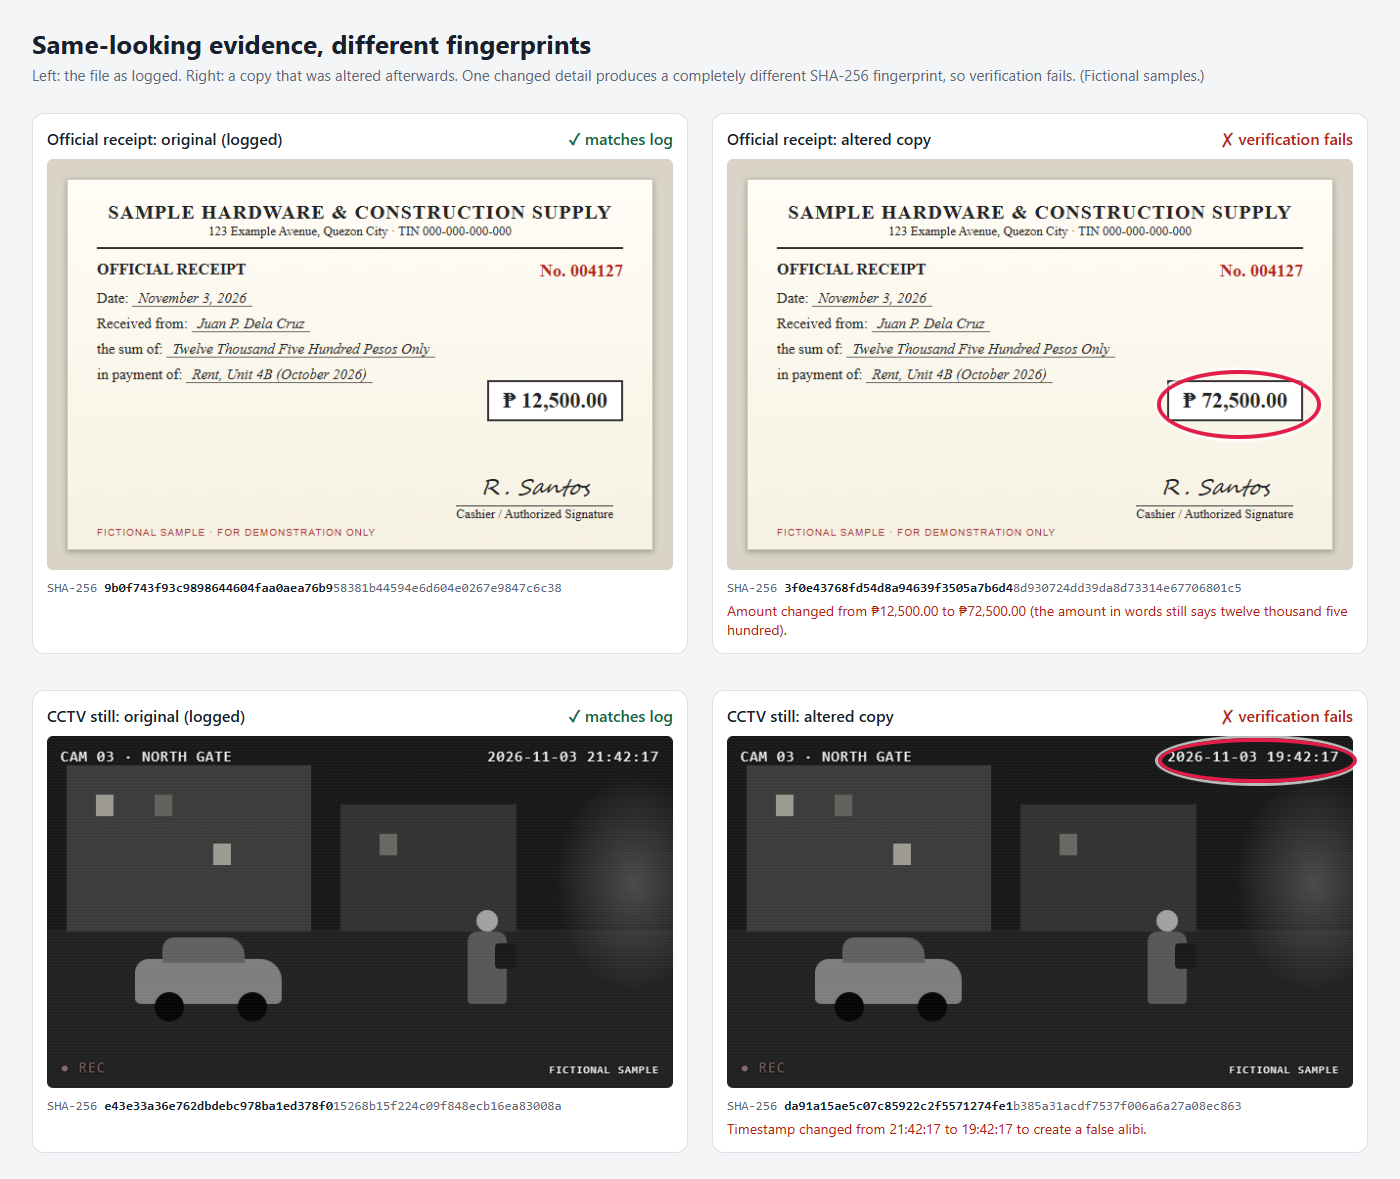 Same-looking evidence, different fingerprints
Left: the file as logged. Right: a copy that was altered afterwards. One changed detail produces a completely different SHA-256 fingerprint, so verification fails. (Fictional samples.)
Official receipt: original (logged)
✓ matches log
SAMPLE HARDWARE & CONSTRUCTION SUPPLY
123 Example Avenue, Quezon City · TIN 000-000-000-000
OFFICIAL RECEIPT
No. 004127
Date: November 3, 2026
Received from: Juan P. Dela Cruz
the sum of: Twelve Thousand Five Hundred Pesos Only
in payment of: Rent, Unit 4B (October 2026)
₱ 12,500.00
R. Santos
Cashier / Authorized Signature
FICTIONAL SAMPLE · FOR DEMONSTRATION ONLY
SHA-256 9b0f743f93c9898644604faa0aea76b958381b44594e6d604e0267e9847c6c38
Official receipt: altered copy
✗ verification fails
SAMPLE HARDWARE & CONSTRUCTION SUPPLY
123 Example Avenue, Quezon City · TIN 000-000-000-000
OFFICIAL RECEIPT
No. 004127
Date: November 3, 2026
Received from: Juan P. Dela Cruz
the sum of: Twelve Thousand Five Hundred Pesos Only
in payment of: Rent, Unit 4B (October 2026)
₱ 72,500.00
R. Santos
Cashier / Authorized Signature
FICTIONAL SAMPLE · FOR DEMONSTRATION ONLY
SHA-256 3f0e43768fd54d8a94639f3505a7b6d48d930724dd39da8d73314e67706801c5
Amount changed from ₱12,500.00 to ₱72,500.00 (the amount in words still says twelve thousand five
hundred).
CCTV still: original (logged)
✓ matches log
CAM 03 · NORTH GATE
2026-11-03 21:42:17
● REC
FICTIONAL SAMPLE
SHA-256 e43e33a36e762dbdebc978ba1ed378f015268b15f224c09f848ecb16ea83008a
CCTV still: altered copy
✗ verification fails
CAM 03 · NORTH GATE
2026-11-03 19:42:17
● REC
FICTIONAL SAMPLE
SHA-256 da91a15ae5c07c85922c2f5571274fe1b385a31acdf7537f006a6a27a08ec863
Timestamp changed from 21:42:17 to 19:42:17 to create a false alibi.